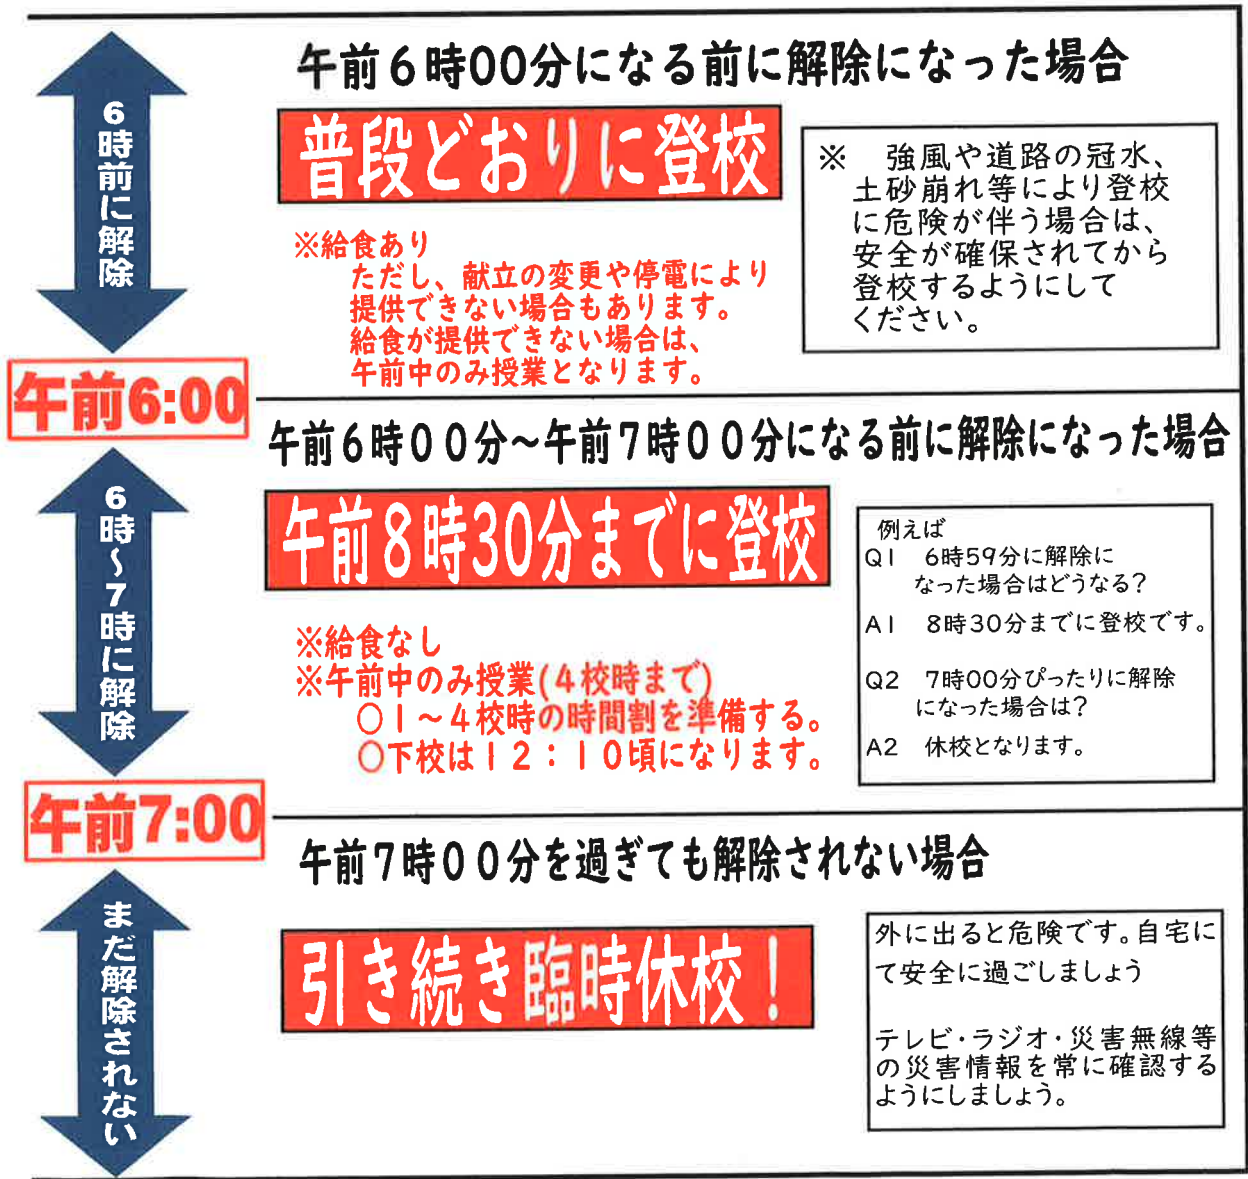 6時前に解除
午前6時00分になる前に解除になった場合
普段どおりに登校
※給食あり
ただし、献立の変更や停電により
提供できない場合もあります。
給食が提供できない場合は、
午前中のみ授業となります。
※　強風や道路の冠水、
土砂崩れ等により登校
に危険が伴う場合は、
安全が確保されてから
登校するようにして
ください。
午前6:00
6時～7時に解除
午前6時００分～午前7時００分になる前に解除になった場合
午前8時30分までに登校
※給食なし
※午前中のみ授業(４校時まで)
○１～４校時の時間割を準備する。
○下校は１２：１０頃になります。
例えば
Q1　6時59分に解除に
なった場合はどうなる？
A1　8時30分までに登校です。
Q2　7時00分ぴったりに解除
になった場合は？
A2　休校となります。
午前7:00
まだ解除されない
午前7時００分を過ぎても解除されない場合
引き続き臨時休校！
外に出ると危険です。自宅に
て安全に過ごしましょう
テレビ・ラジオ・災害無線等
の災害情報を常に確認する
ようにしましょう。